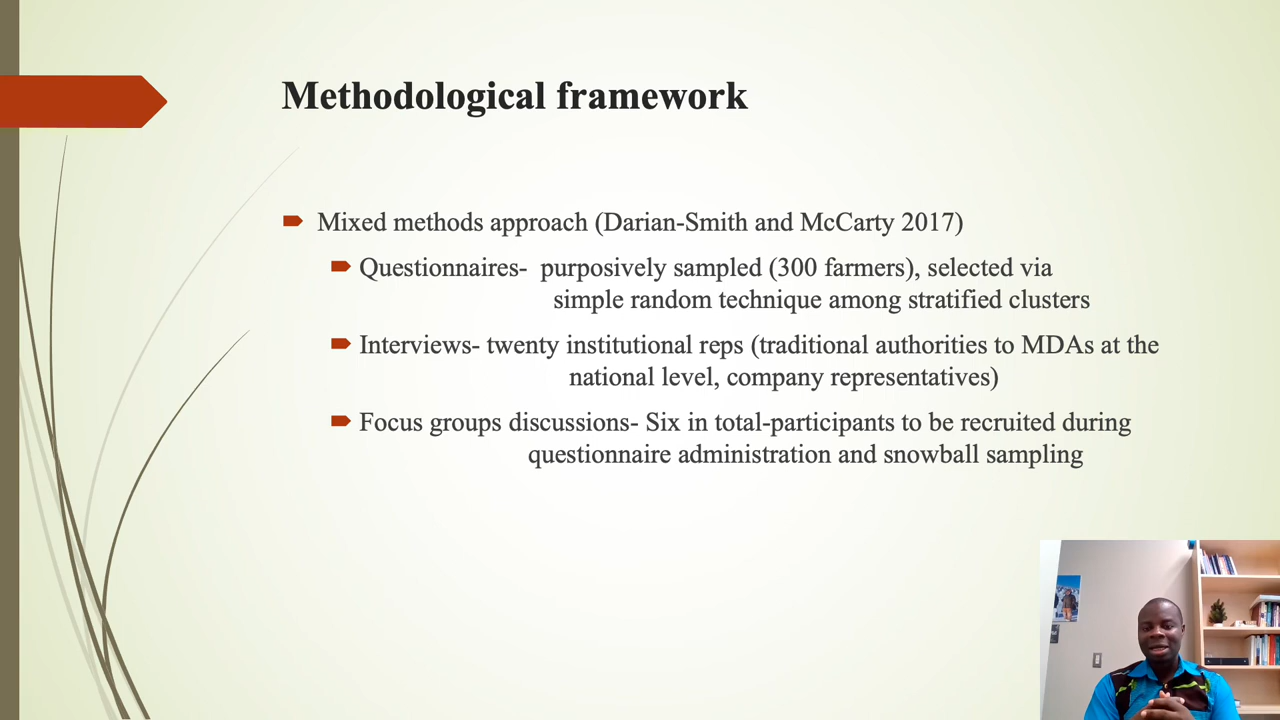 Methodological framework
Mixed methods approach (Darian-Smith and McCarty 2017)
Questionnaires- purposively sampled (300 farmers), selected via
simple random technique among stratified clusters
Interviews- twenty institutional reps (traditional authorities to MDAs at the
national level, company representatives)
Focus groups discussions- Six in total-participants to be recruited during
questionnaire administration and snowball sampling